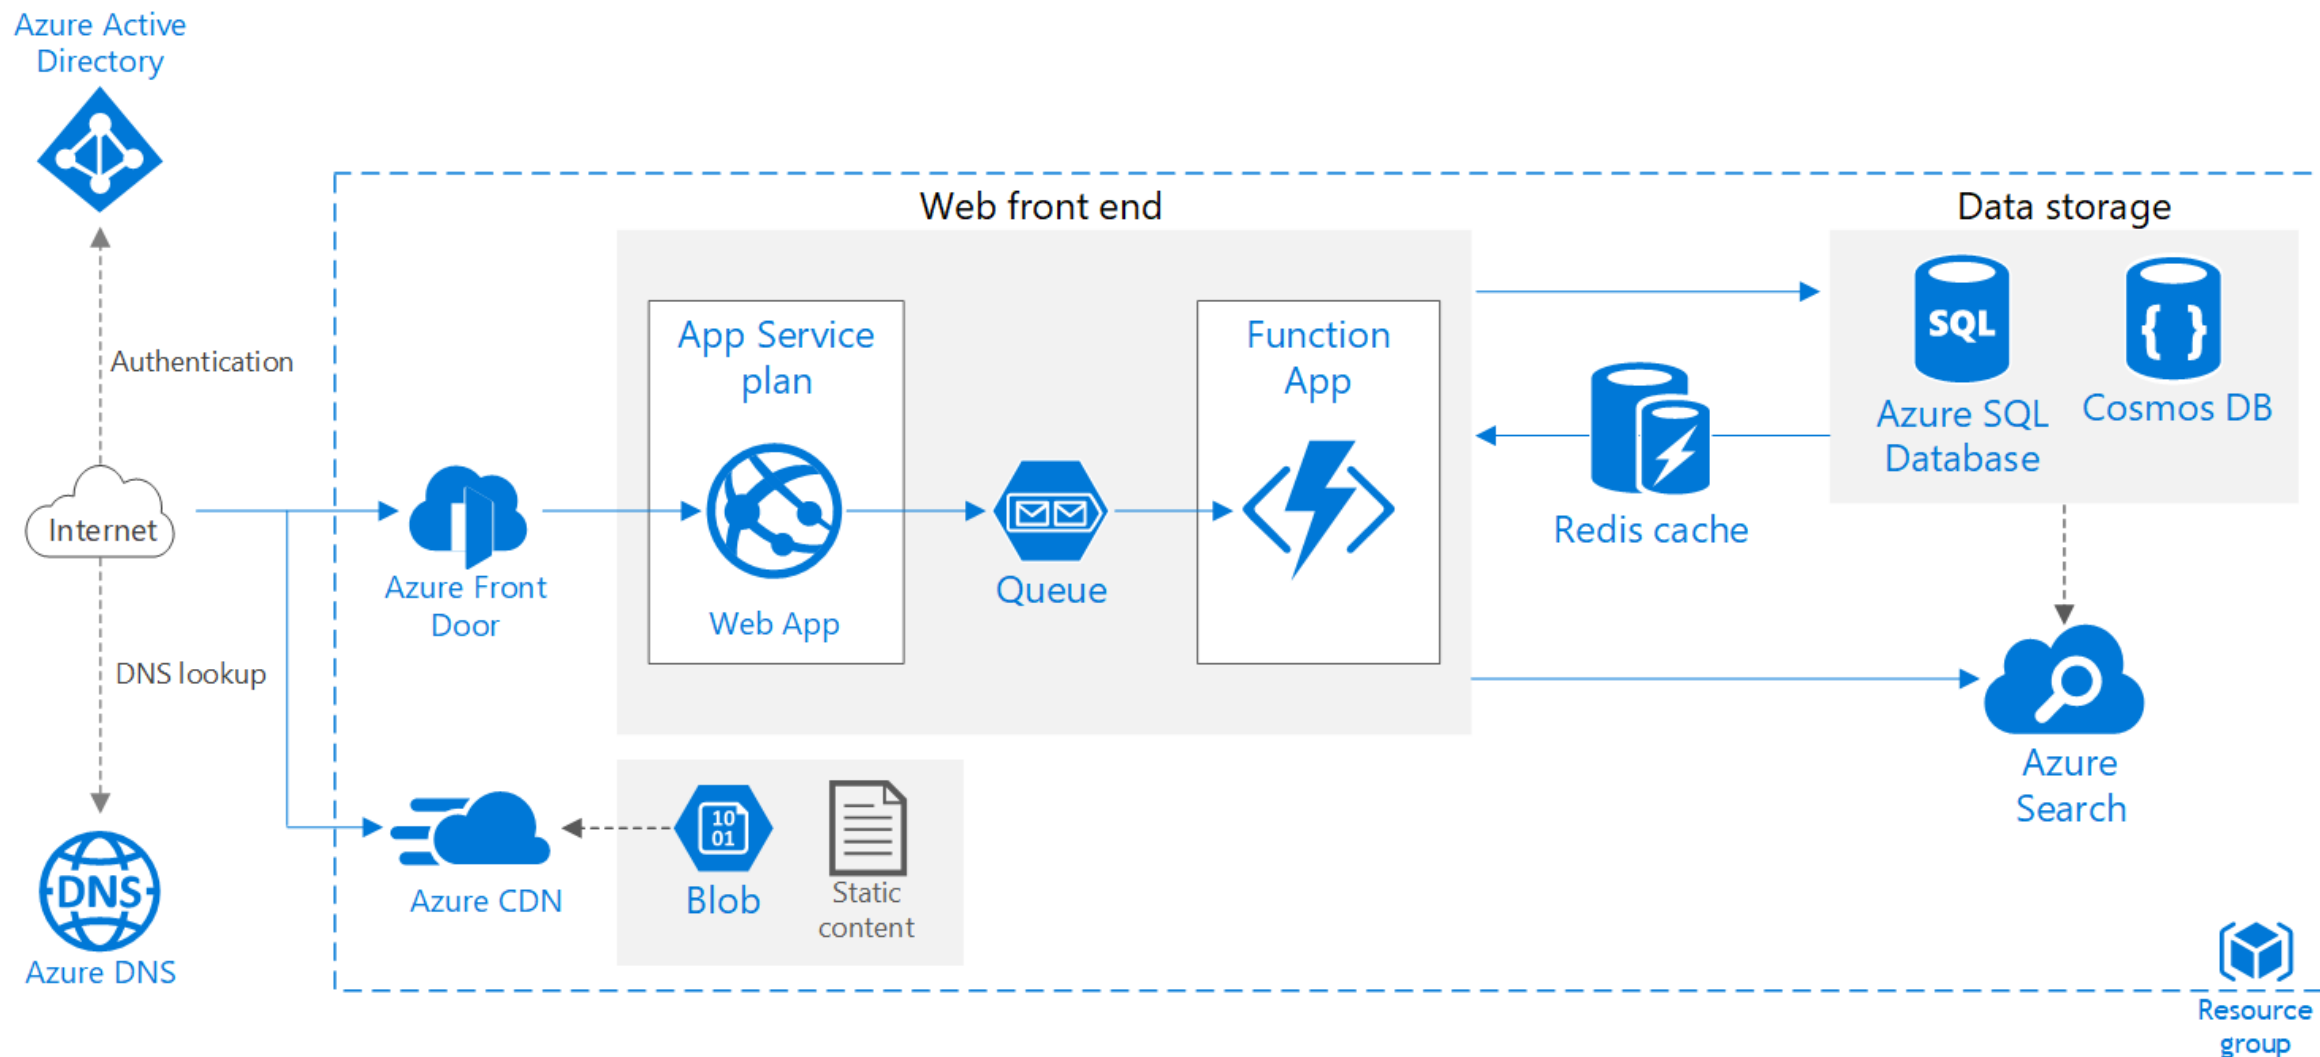 Azure Active
Directory
Authentication
Internet
DNS lookup
DNS
Azure DNS
Web front end
Data storage
App Service
plan
Web App
Queue
Function
App
Azure Front
Door
Redis cache
SQL
Azure SQL
Database
{ }
Cosmos DB
Azure
Search
Azure CDN
10
01
Blob
Static
content
Resource
group